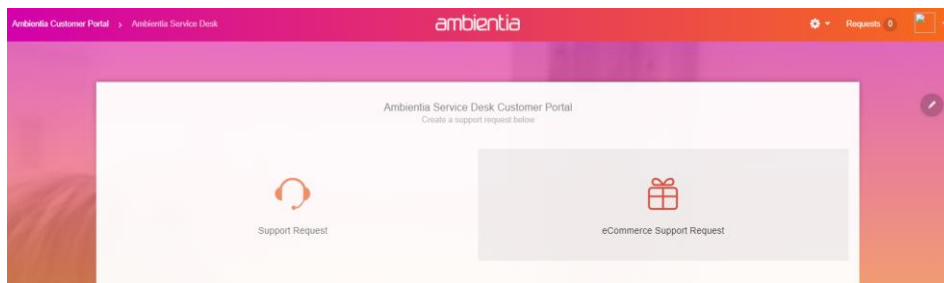 Ambientia Customer Portal > Ambientia Service Desk
ambientia
Requests 0
Ambientia Service Desk Customer Portal
Create a support request below
Support Request
eCommerce Support Request